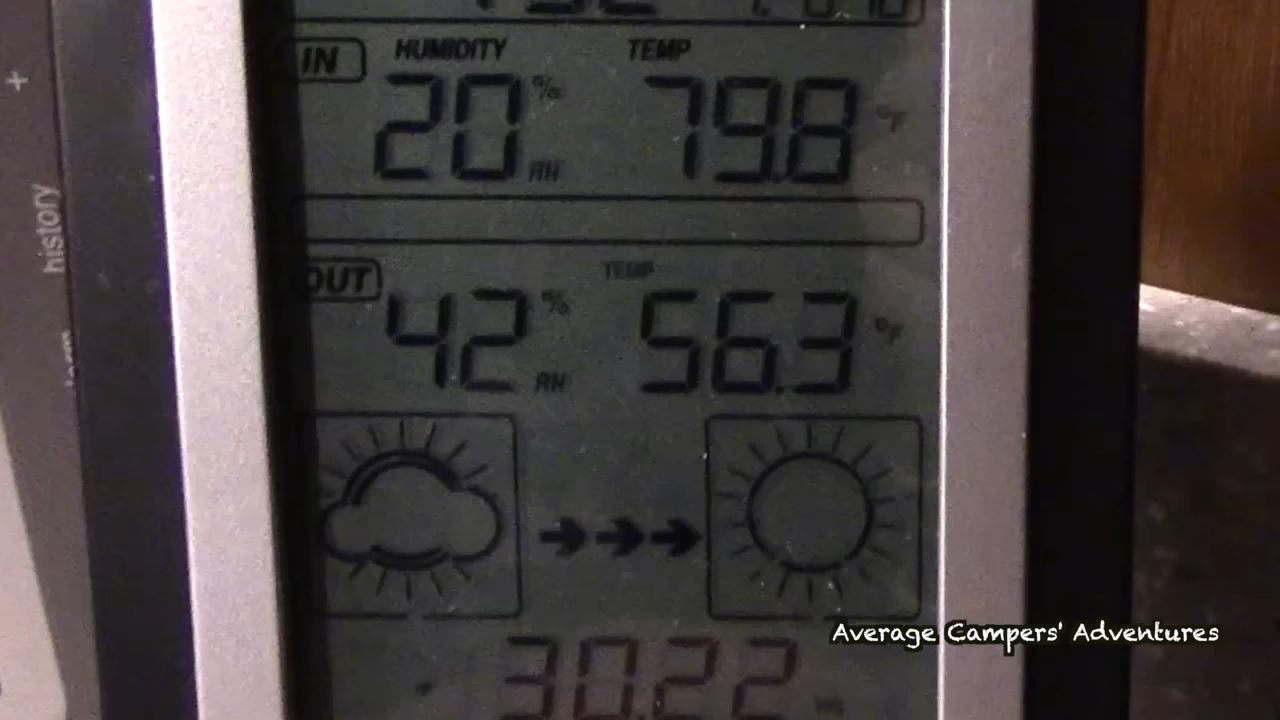 IN HUMIDITY TEMP
20 % RH 79.8 °F
+
history
OUT TEMP
42 % RH 56.3 °F
Average Campers' Adventures
30.22